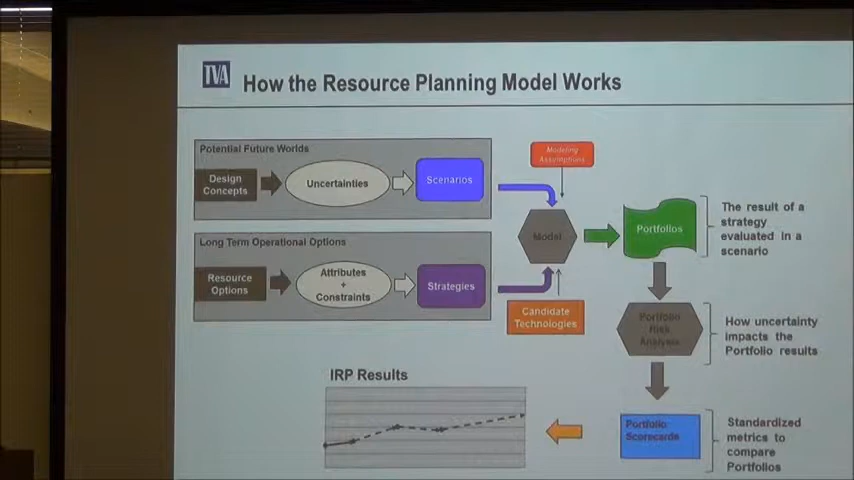 TVA
How the Resource Planning Model Works
Potential Future Worlds
Design
Concepts
Uncertainties
Scenarios
Modeling
Assumptions
Long Term Operational Options
Resource
Options
Attributes
+
Constraints
Strategies
Model
Candidate
Technologies
Portfolios
The result of a
strategy
evaluated in a
scenario
Portfolio
Risk
Analysis
How uncertainty
impacts the
Portfolio results
Portfolio
Scorecards
Standardized
metrics to
compare
Portfolios
IRP Results